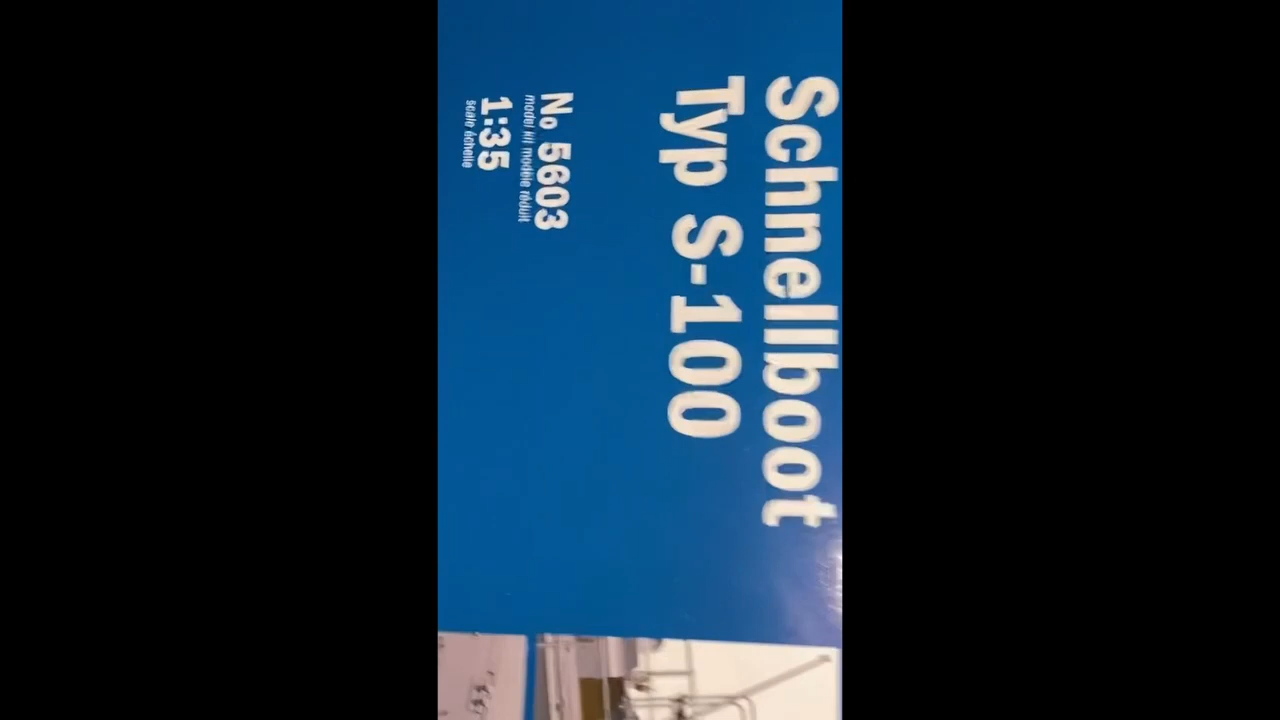 Schnellboot
Typ S-100
No 5603
model kit modèle réduit
1:35
scale échelle